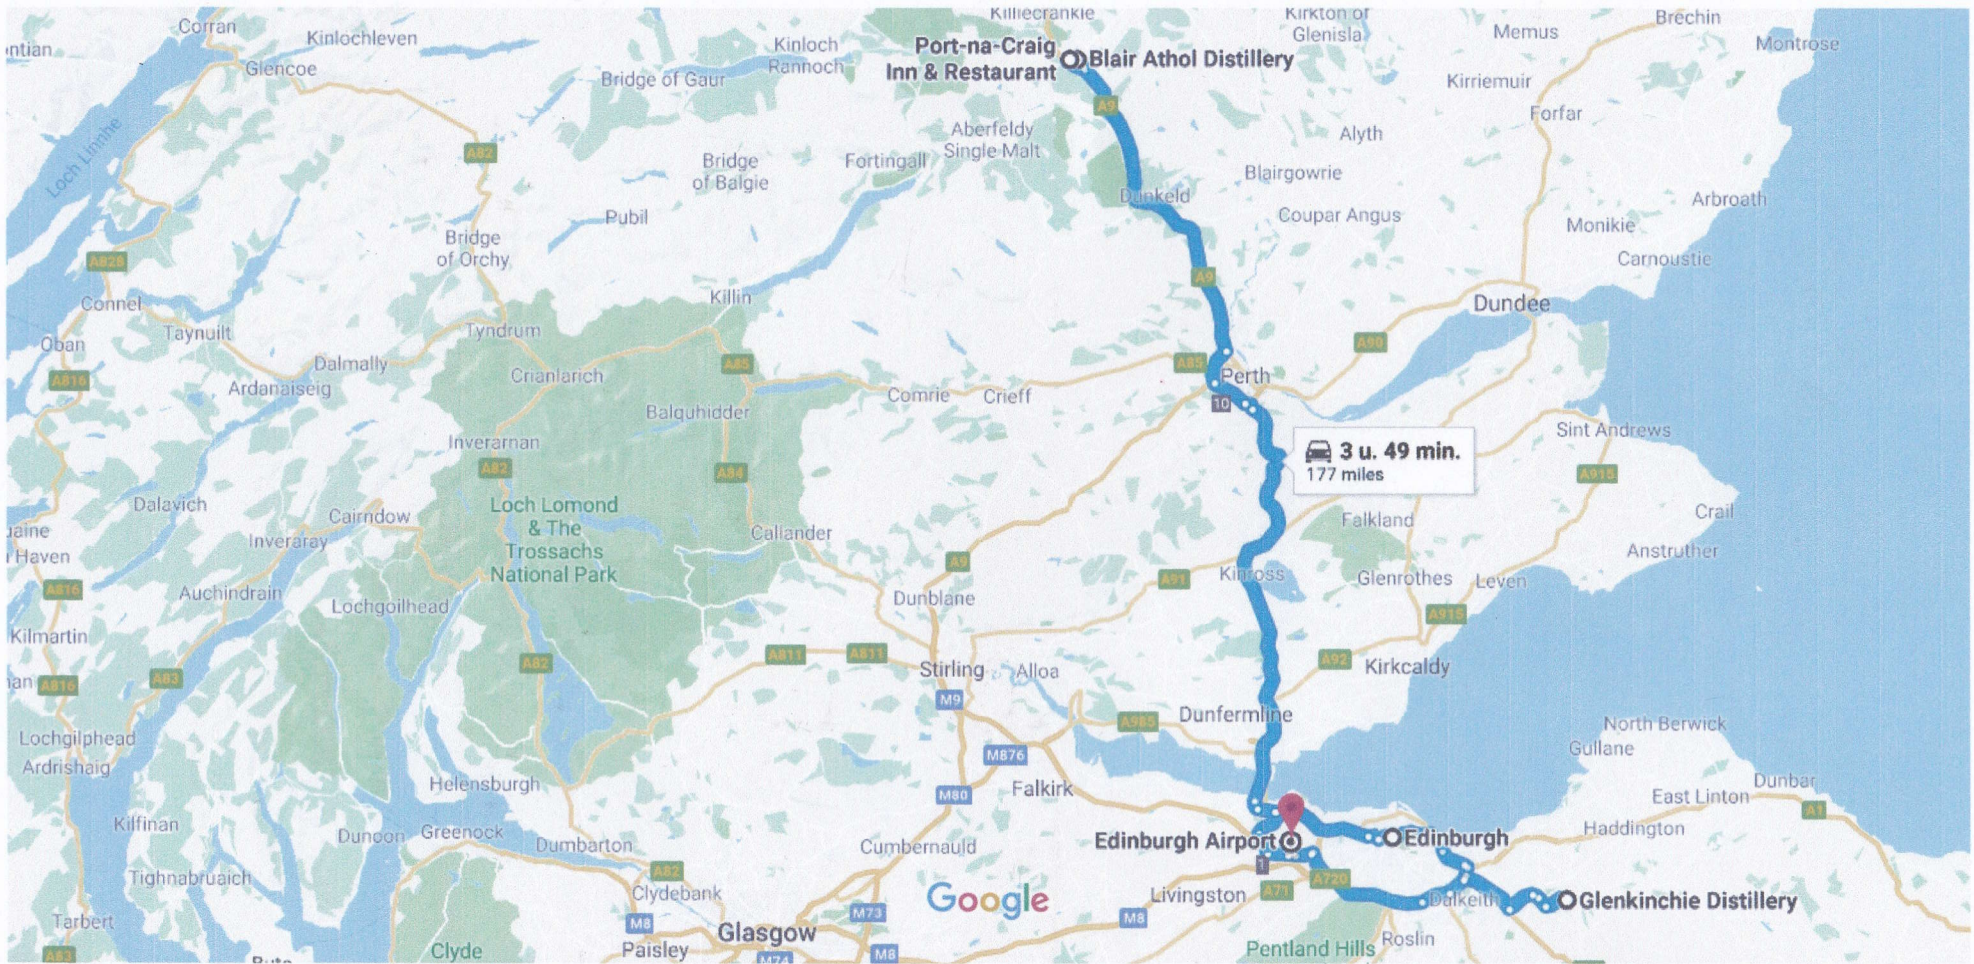 Corran
Killiecrankie
Kirkton of
Glenisla
Brechin
Memus
Montrose
ntian
Kinlochleven
Kinloch
Rannoch
Port-na-Craig
Inn & Restaurant
Blair Athol Distillery
Glencoe
Bridge of Gaur
Kirriemuir
A9
Forfar
Loch Linnhe
Aberfeldy
Single Malt
Alyth
A82
Bridge
of Balgie
Fortingall
Blairgowrie
Dunkeld
Arbroath
Pubil
Coupar Angus
Monikie
Bridge
of Orchy
A828
Carnoustie
A9
Killin
Connel
Dundee
Taynuilt
Tyndrum
Oban
A90
Dalmally
A85
A85
Crianlarich
Perth
A816
Ardanaiseig
Comrie
Crieff
10
Balquhidder
Sint Andrews
Inverarnan
3 u. 49 min.
177 miles
A82
A84
A915
Dalavich
Loch Lomond
& The
Trossachs
National Park
Cairndow
Falkland
Crail
uaine
Haven
Inveraray
Callander
Anstruther
A9
Kinross
A91
Glenrothes
Leven
A816
Auchindrain
Dunblane
Lochgoilhead
A915
Kilmartin
A811
A811
A92
Kirkcaldy
A82
Stirling
Alloa
nan
A816
A83
M9
Dunfermline
A985
North Berwick
Lochgilphead
Gullane
M876
Ardrishaig
Helensburgh
Falkirk
Dunbar
M80
East Linton
A1
Kilfinan
Dunoon
Greenock
Dumbarton
Cumbernauld
Edinburgh Airport
Edinburgh
Haddington
1
Tighnabruaich
A82
A720
Clydebank
Google
Livingston
A71
Dalkeith
Glenkinchie Distillery
Tarbert
M8
M73
M8
Glasgow
A83
Clyde
Paisley
M74
M8
Pentland Hills
Roslin
Bute